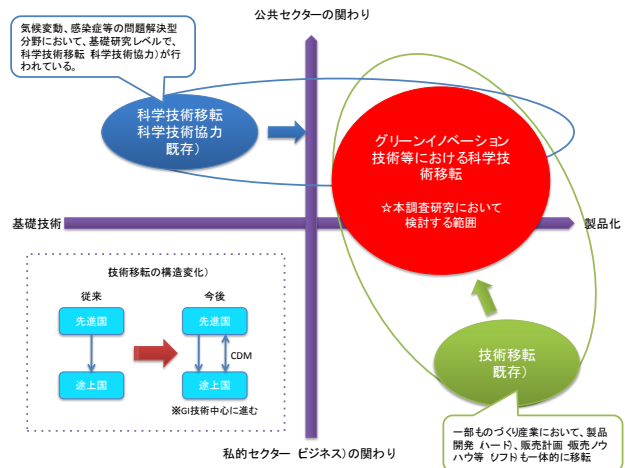 公共セクターの関わり
気候変動、感染症等の問題解決型
分野において、基礎研究レベルで、
科学技術移転 科学技術協力）が行
われている。
科学技術移転
科学技術協力
既存）
グリーンイノベーション
技術等における科学技
術移転
☆本調査研究において
検討する範囲
基礎技術
製品化
技術移転の構造変化）
従来
今後
先進国
先進国
CDM
途上国
途上国
※GI技術中心に進む
技術移転
既存）
一部ものづくり産業において、製品
開発 ハード）、販売計画・販売ノウ
ハウ等 ソフト）も一体的に移転
私的セクター ビジネス）の関わり